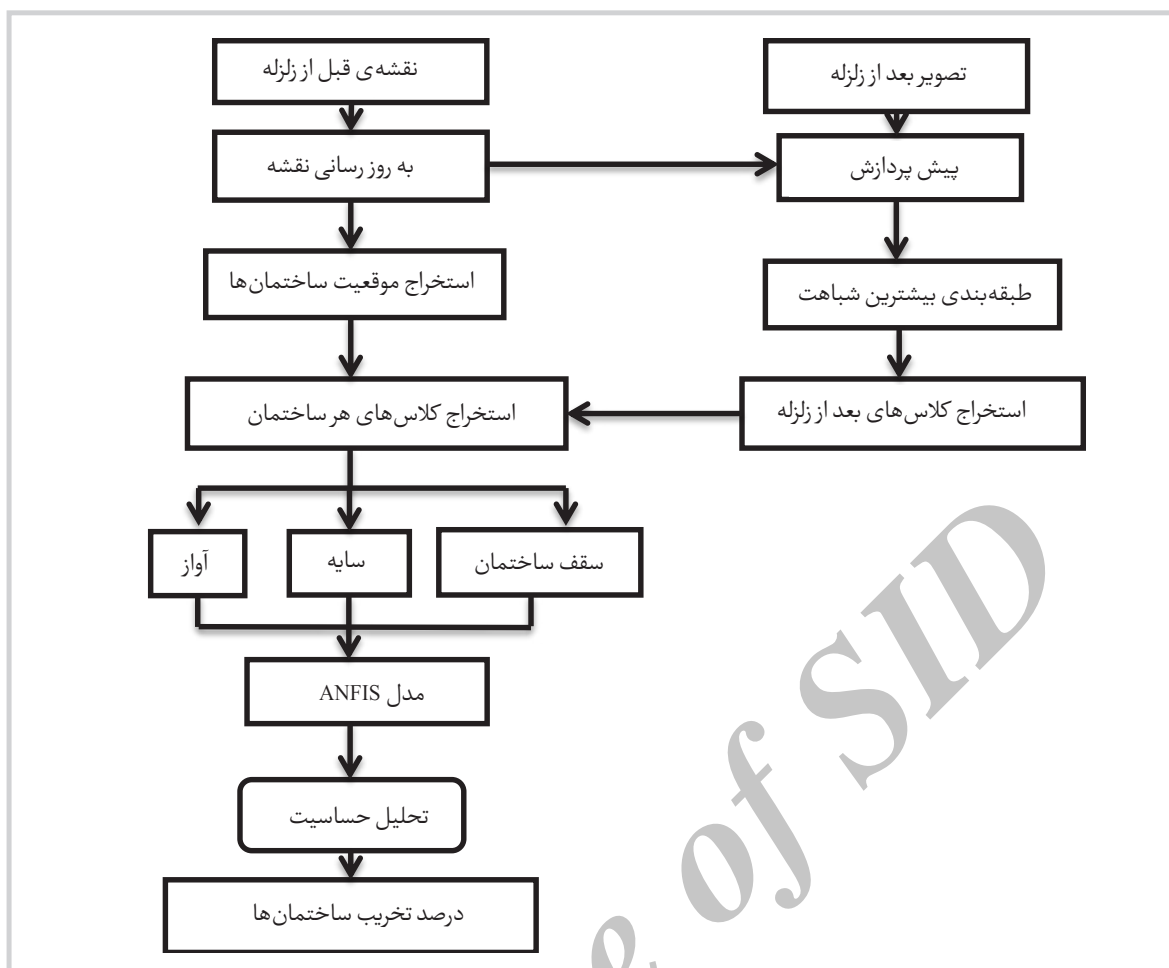 تصویر بعد از زلزله
نقشه‌ی قبل از زلزله
پیش پردازش
به روز رسانی نقشه
طبقه‌بندی بیشترین شباهت
استخراج موقعیت ساختمان‌ها
استخراج کلاس‌های بعد از زلزله
استخراج کلاس‌های هر ساختمان
سقف ساختمان
سایه
آواز
مدل ANFIS
تحلیل حساسیت
درصد تخریب ساختمان‌ها
e of SID